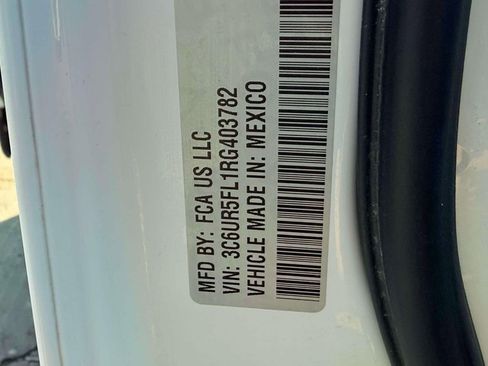 MFD BY: FCA US LLC
VIN: 3C6UR5FL1RG403782
VEHICLE MADE IN: MEXICO